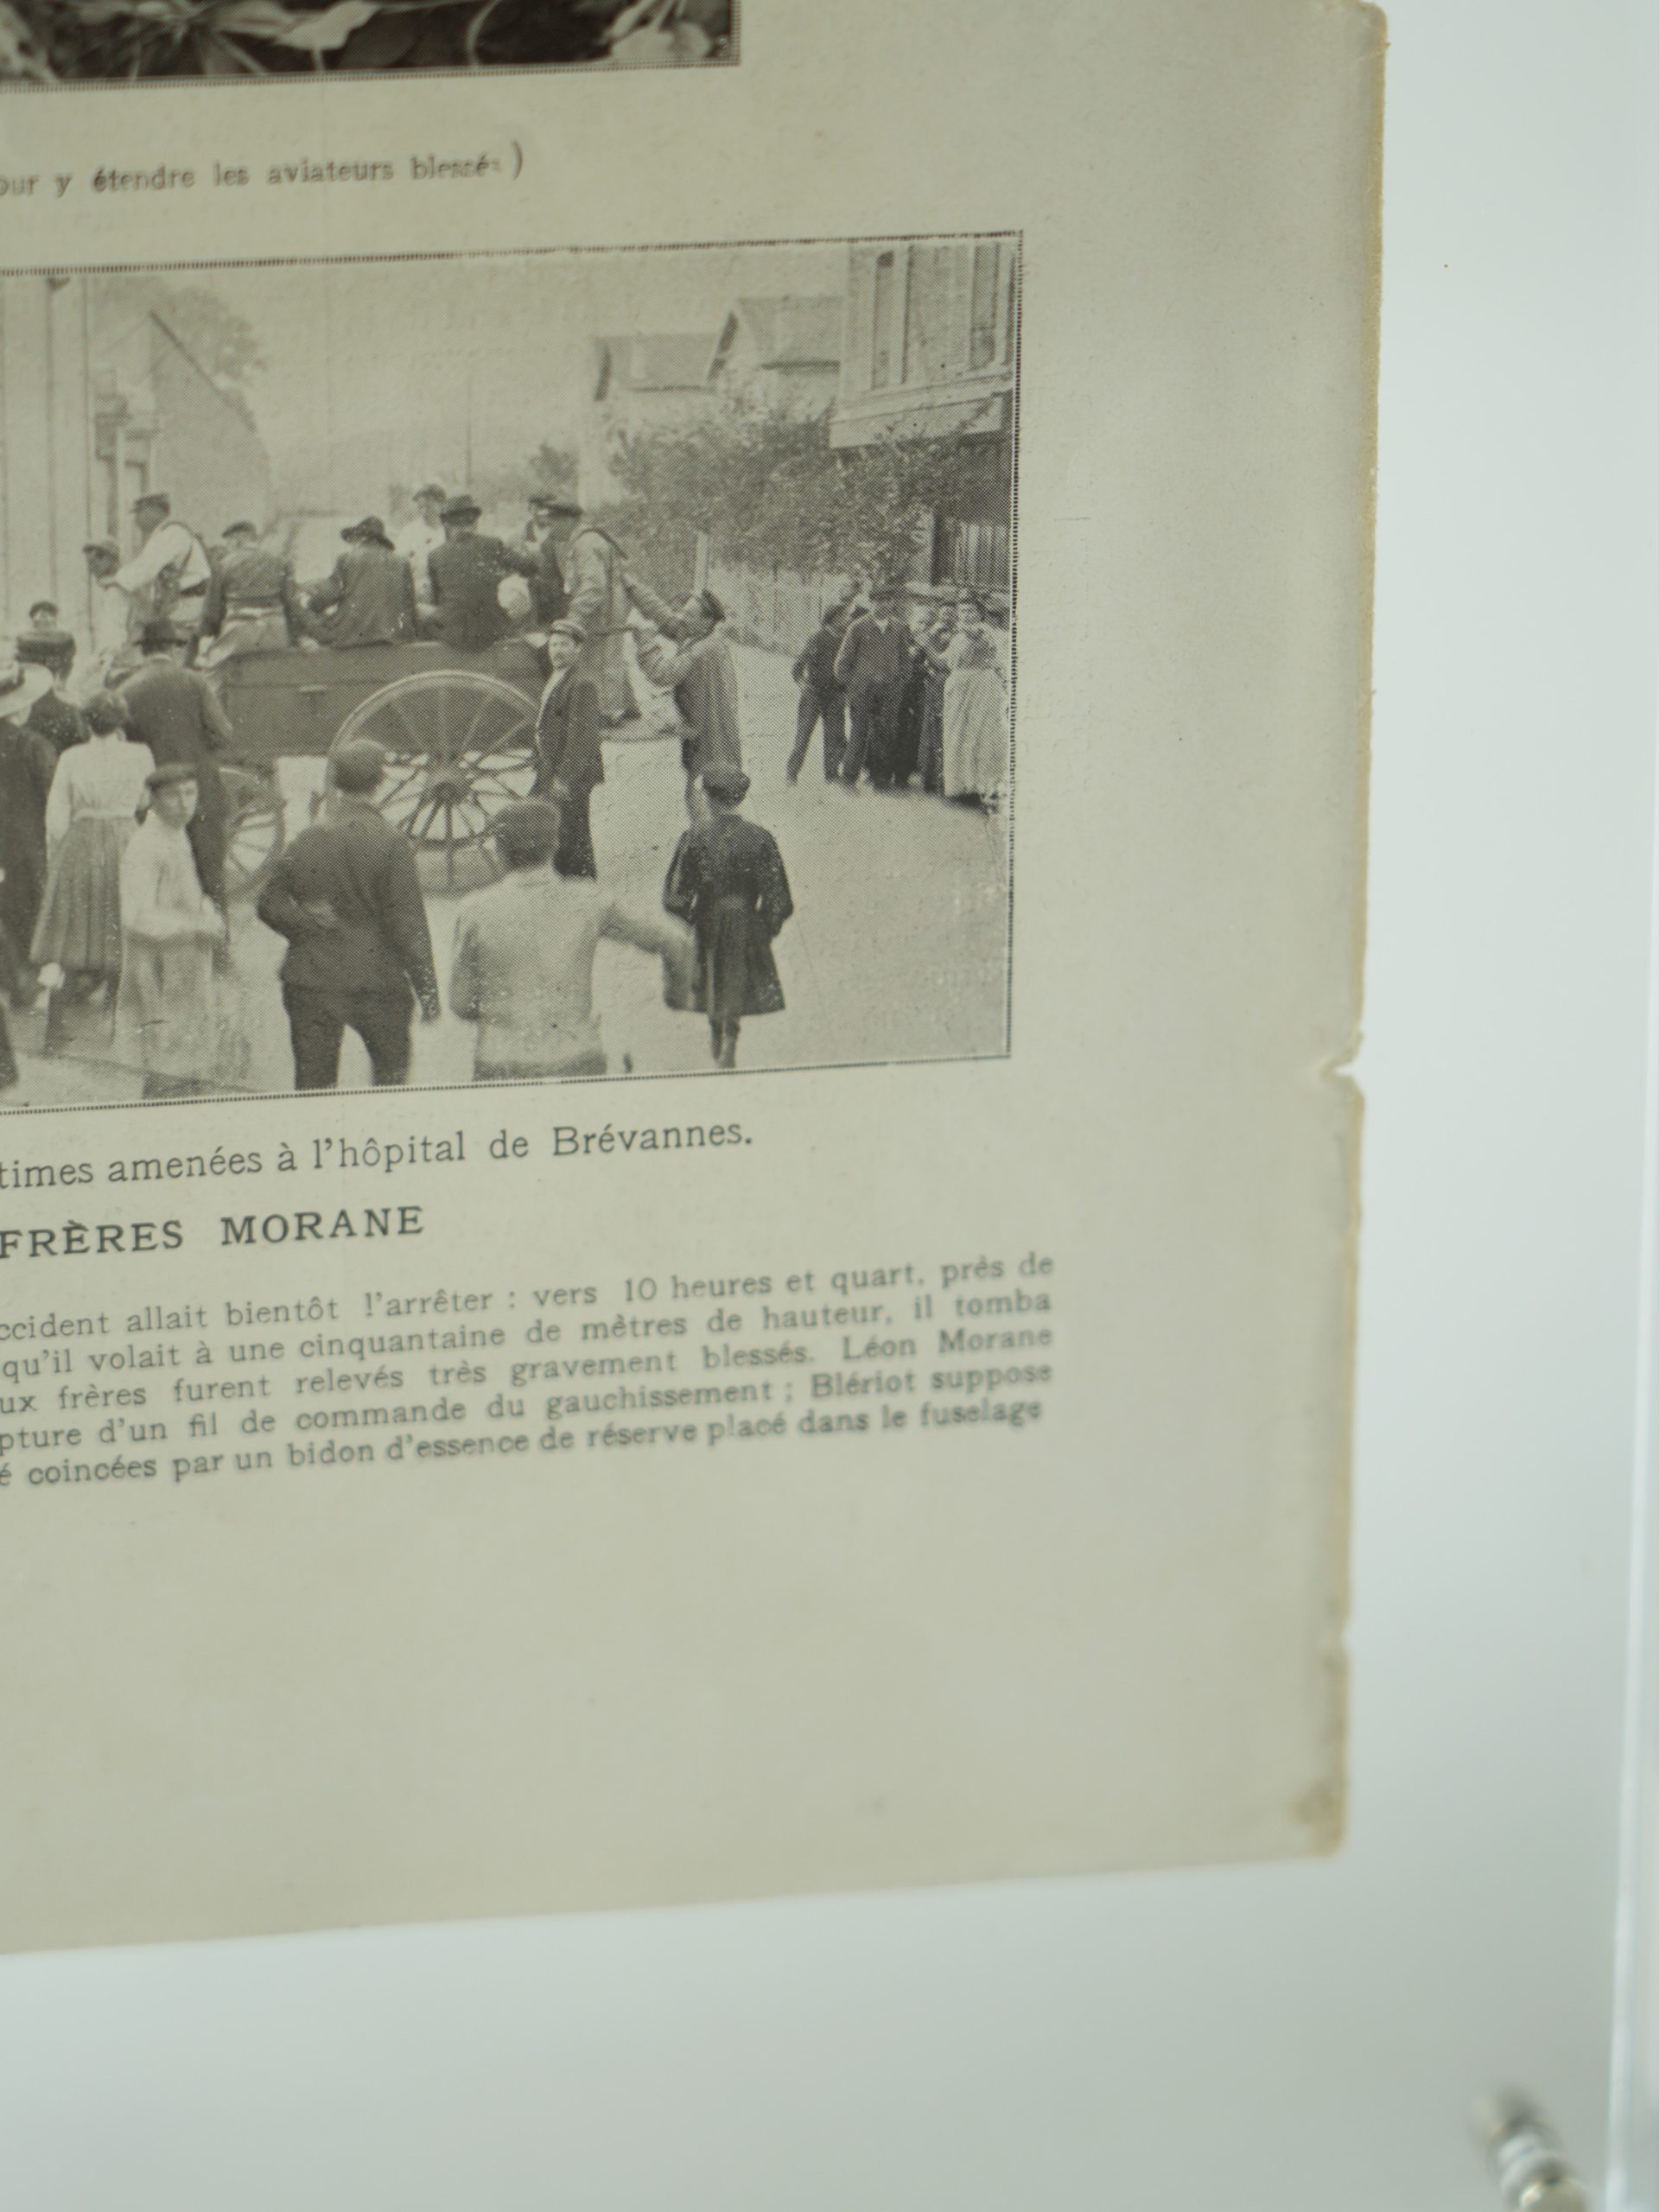 our y étendre les aviateurs blessés)
times amenées à l'hôpital de Brévannes.
FRÈRES MORANE
ccident allait bientôt l'arrêter : vers 10 heures et quart, près de
qu'il volait à une cinquantaine de mètres de hauteur, il tomba
ux frères furent relevés très gravement blessés. Léon Morane
pture d'un fil de commande du gauchissement ; Blériot suppose
é coincées par un bidon d'essence de réserve placé dans le fuselage